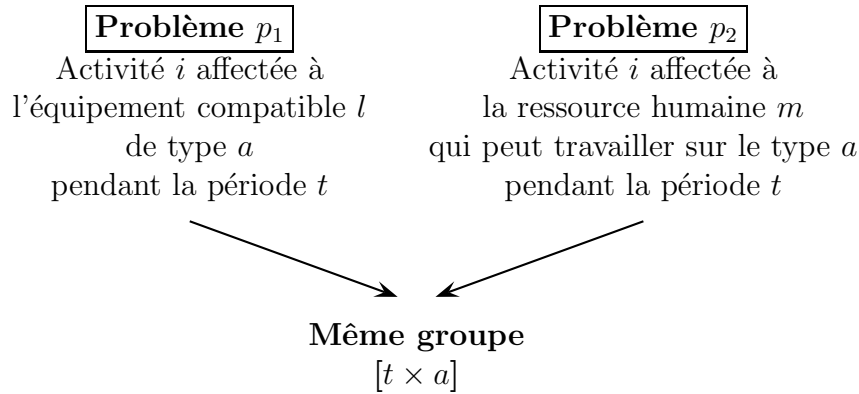 Problème p₁
Activité i affectée à
l'équipement compatible l
de type a
pendant la période t
Problème p₂
Activité i affectée à
la ressource humaine m
qui peut travailler sur le type a
pendant la période t
Même groupe
[t × a]